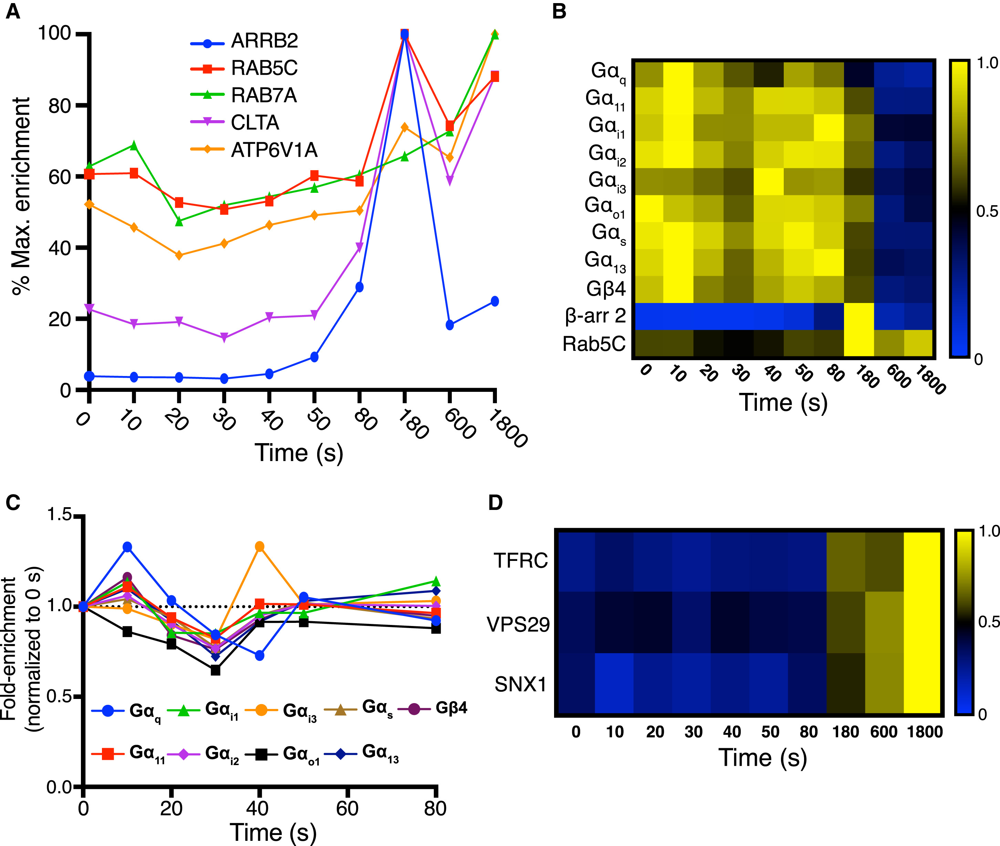 A
100
80
60
40
20
0
% Max. enrichment
ARRB2
RAB5C
RAB7A
CLTA
ATP6V1A
0 10 20 30 40 50 80 180 600 1800
Time (s)
B
Gαq
Gα11
Gαi1
Gαi2
Gαi3
Gαo1
Gαs
Gα13
Gβ4
β-arr 2
Rab5C
0 10 20 30 40 50 80 180 600 1800
Time (s)
1.0
0.5
0
C
1.5
1.0
0.5
0.0
Fold-enrichment
(normalized to 0 s)
Gαq Gαi1 Gαi3 Gαs Gβ4
Gα11 Gαi2 Gαo1 Gα13
0 20 40 60 80
Time (s)
D
TFRC
VPS29
SNX1
0 10 20 30 40 50 80 180 600 1800
Time (s)
1.0
0.5
0